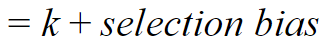 = k + selection bias